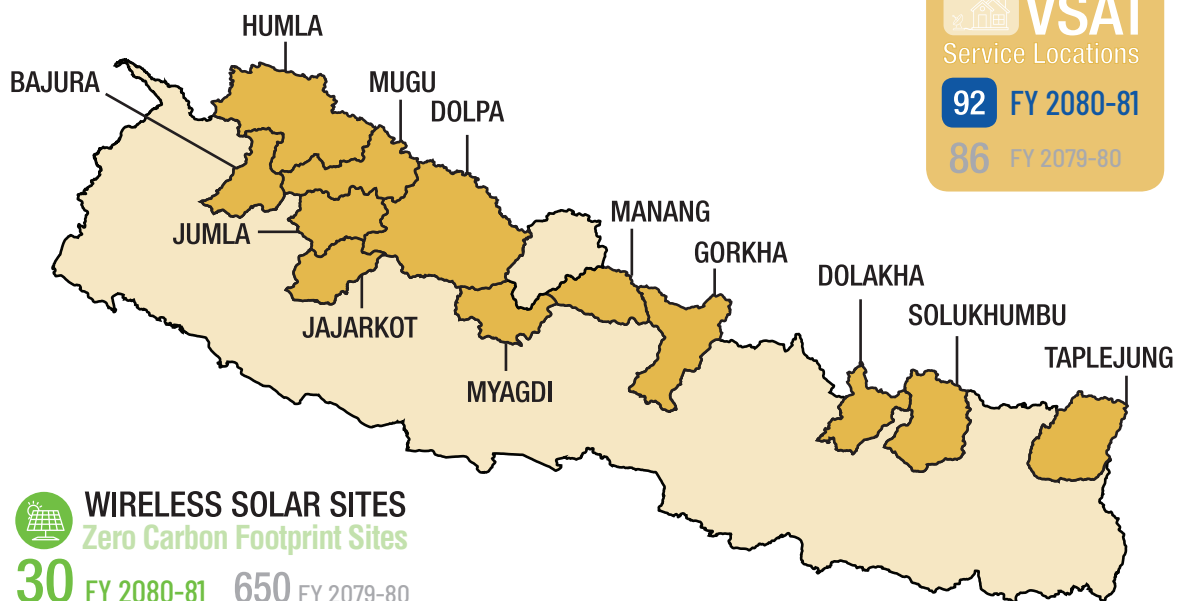 HUMLA
BAJURA
MUGU
DOLPA
VSAT
Service Locations
92 FY 2080-81
86 FY 2079-80
JUMLA
MANANG
GORKHA
DOLAKHA
JAJARKOT
SOLUKHUMBU
MYAGDI
TAPLEJUNG
WIRELESS SOLAR SITES
Zero Carbon Footprint Sites
30 FY 2080-81 650 FY 2079-80